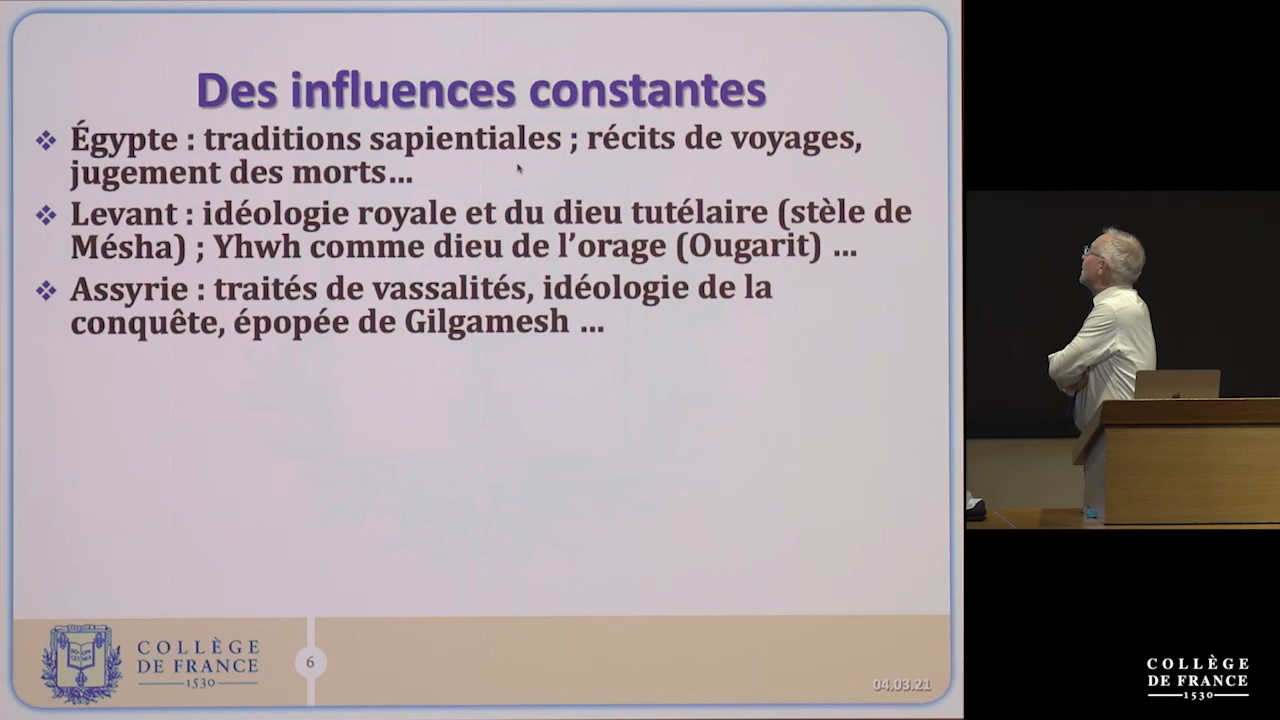 Des influences constantes
Égypte : traditions sapientiales ; récits de voyages,
jugement des morts...
Levant : idéologie royale et du dieu tutélaire (stèle de
Mésha) ; Yhwh comme dieu de l'orage (Ougarit) ...
Assyrie : traités de vassalités, idéologie de la
conquête, épopée de Gilgamesh ...
COLLÈGE
DE FRANCE
1530
6
04.03.21
COLLÈGE
DE FRANCE
1530